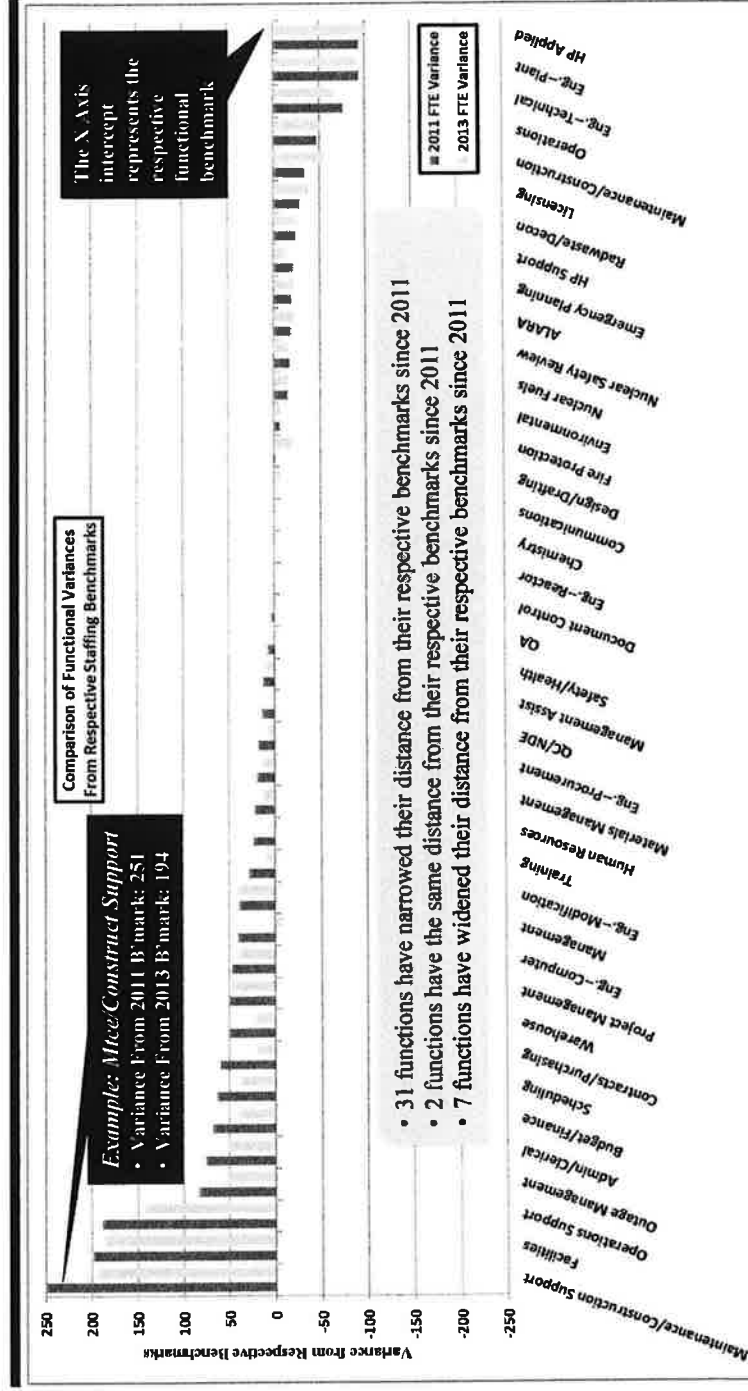 Comparison of Functional Variances
From Respective Staffing Benchmarks
Example: Mtce/Construct Support
• Variance From 2011 B'mark: 251
• Variance From 2013 B'mark: 194
The X Axis
intercept
represents the
respective
functional
benchmark
Variance from Respective Benchmarks
250
200
150
100
50
0
-50
-100
-150
-200
-250
• 31 functions have narrowed their distance from their respective benchmarks since 2011
• 2 functions have the same distance from their respective benchmarks since 2011
• 7 functions have widened their distance from their respective benchmarks since 2011
2011 FTE Variance
2013 FTE Variance
Maintenance/Construction Support
Facilities
Operations Support
Outage Management
Admin/Clerical
Budget/Finance
Scheduling
Contracts/Purchasing
Warehouse
Project Management
Eng.-Computer
Management
Eng.-Modification
Training
Human Resources
Materials Management
Eng.-Procurement
QC/NDE
Management Assist
Safety/Health
QA
Document Control
Eng.-Reactor
Chemistry
Communications
Design/Drafting
Fire Protection
Environmental
Nuclear Fuels
Nuclear Safety Review
ALARA
Emergency Planning
HP Support
Radwaste/Decon
Licensing
Maintenance/Construction
Operations
Eng.-Technical
Eng.-Plant
HP Applied